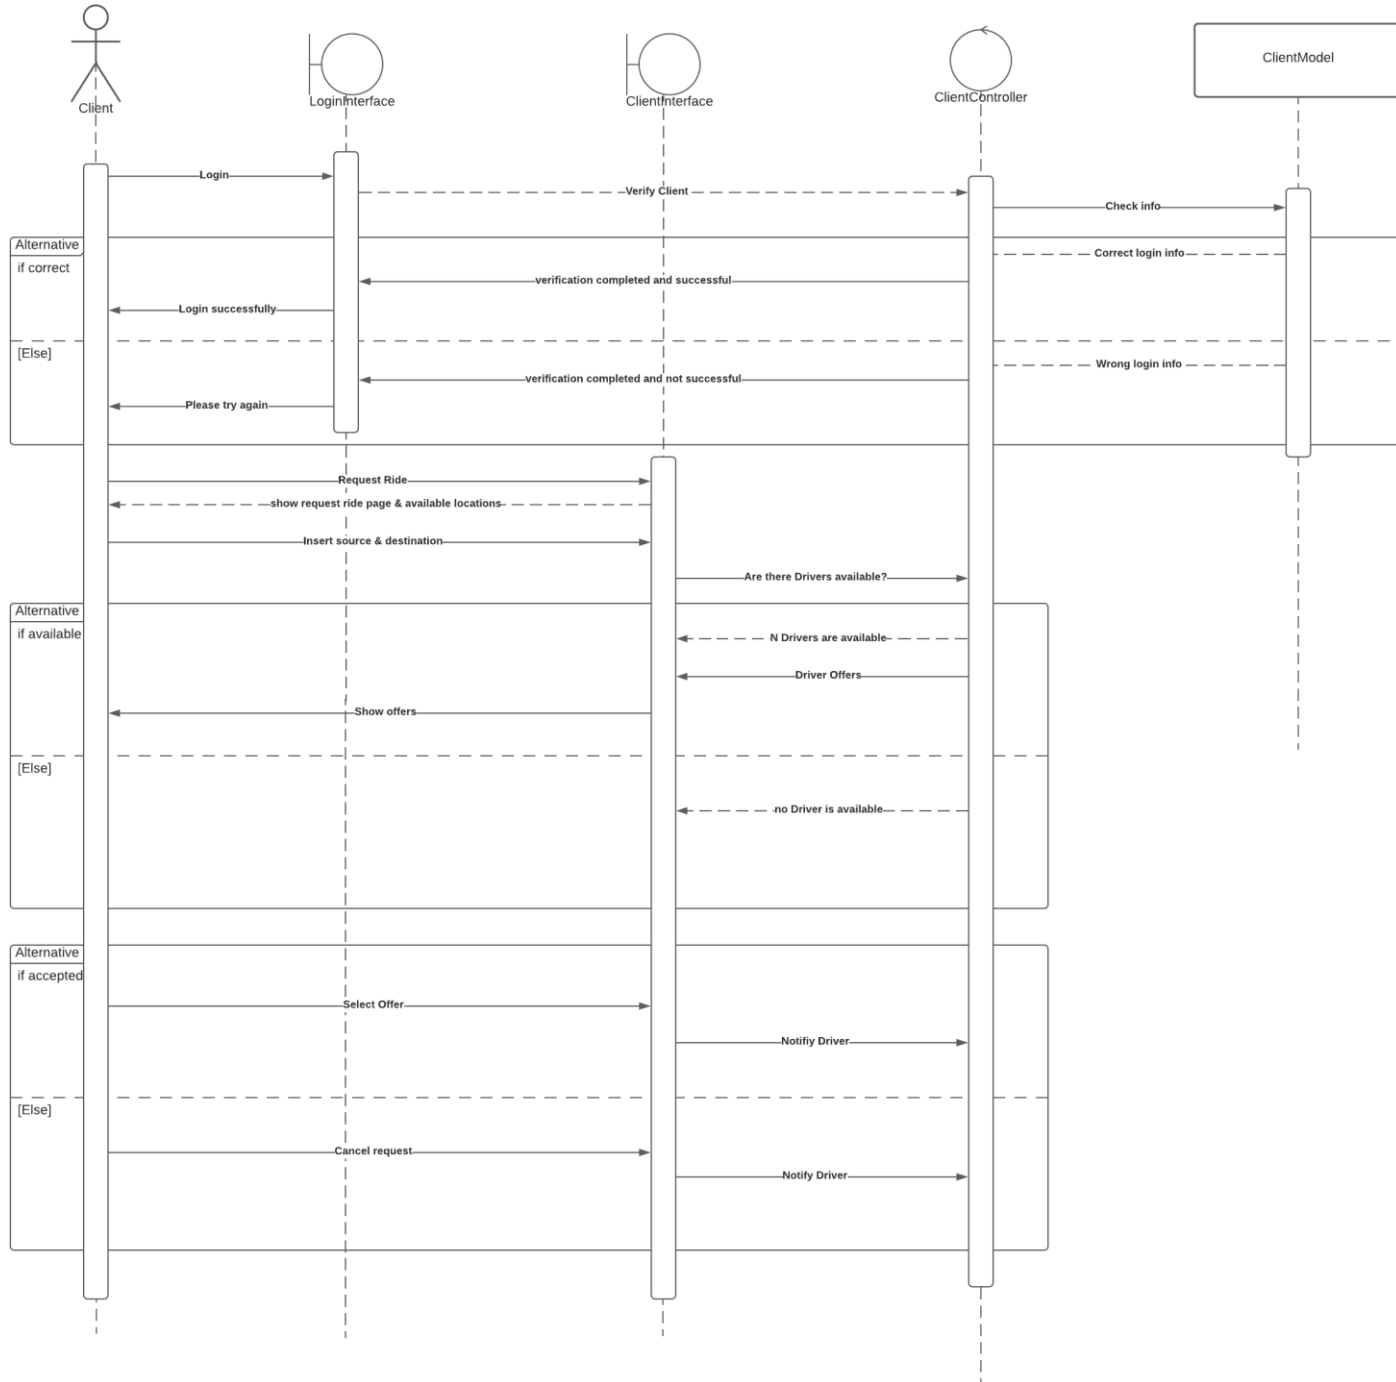 Client
LoginInterface
ClientInterface
ClientController
ClientModel
Login
Verify Client
Check info
Alternative
if correct
Correct login info
verification completed and successful
Login successfully
[Else]
Wrong login info
verification completed and not successful
Please try again
Request Ride
show request ride page & available locations
Insert source & destination
Are there Drivers available?
Alternative
if available
N Drivers are available
Driver Offers
Show offers
[Else]
no Driver is available
Alternative
if accepted
Select Offer
Notifiy Driver
[Else]
Cancel request
Notify Driver